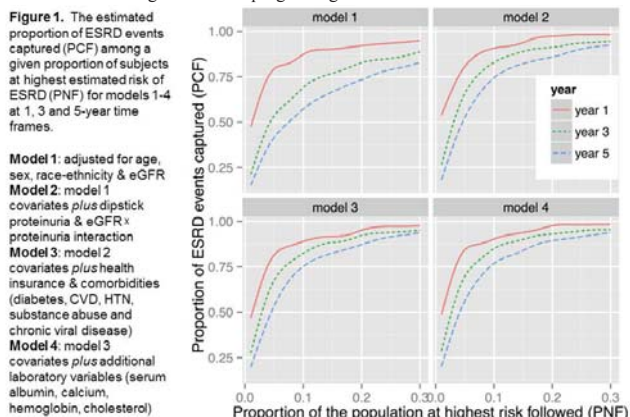 Figure 1. The estimated
proportion of ESRD events
captured (PCF) among a
given proportion of subjects
at highest estimated risk of
ESRD (PNF) for models 1-4
at 1, 3 and 5-year time
frames.
Model 1: adjusted for age,
sex, race-ethnicity & eGFR
Model 2: model 1
covariates plus dipstick
proteinuria & eGFR x
proteinuria interaction
Model 3: model 2
covariates plus health
insurance & comorbidities
(diabetes, CVD, HTN,
substance abuse and
chronic viral disease)
Model 4: model 3
covariates plus additional
laboratory variables (serum
albumin, calcium,
hemoglobin, cholesterol)
Proportion of ESRD events captured (PCF)
model 1
model 2
1.00
0.75
0.50
0.25
year
year 1
year 3
year 5
model 3
model 4
1.00
0.75
0.50
0.25
0.0 0.1 0.2 0.3 0.0 0.1 0.2 0.3
Proportion of the population at highest risk followed (PNF)